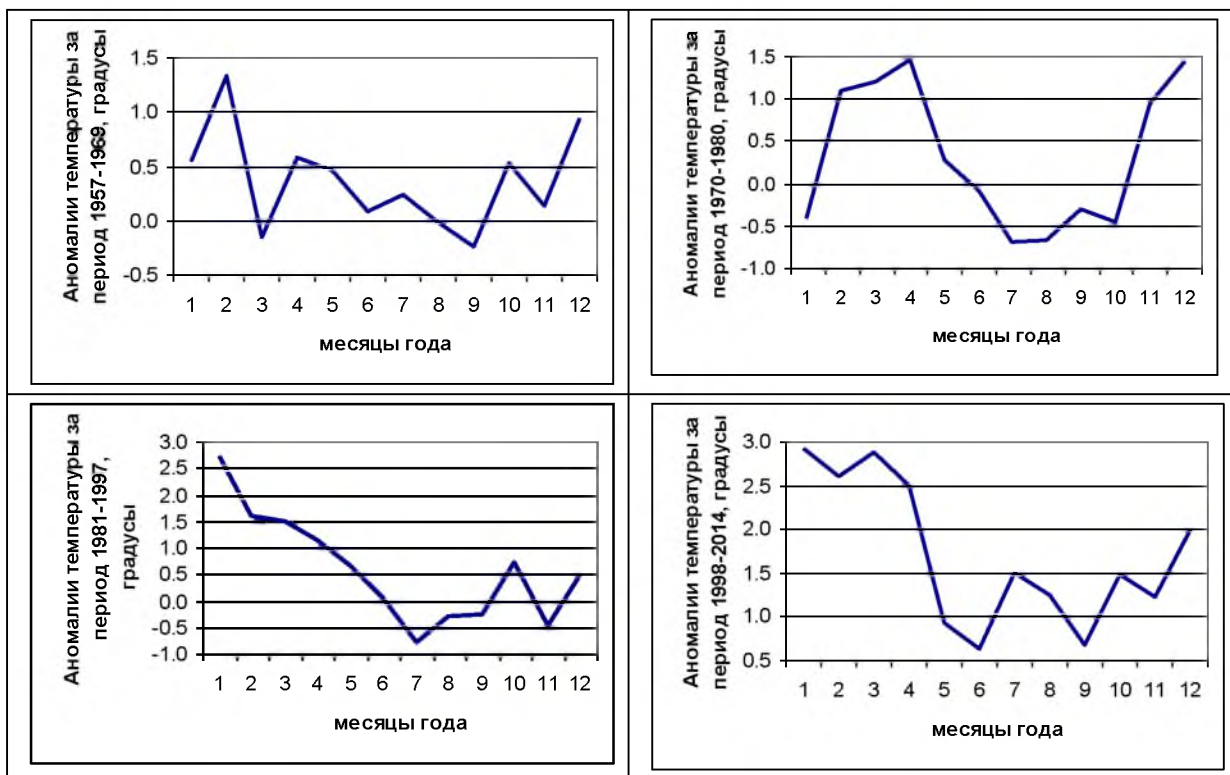 Аномалии температуры за
период 1957-1969, градусы
1.5
1.0
0.5
0.0
-0.5
1 2 3 4 5 6 7 8 9 10 11 12
месяцы года
Аномалии температуры за
период 1970-1980, градусы
1.5
1.0
0.5
0.0
-0.5
-1.0
1 2 3 4 5 6 7 8 9 10 11 12
месяцы года
Аномалии температуры за
период 1981-1997,
градусы
3.0
2.5
2.0
1.5
1.0
0.5
0.0
-0.5
-1.0
1 2 3 4 5 6 7 8 9 10 11 12
месяцы года
Аномалии температуры за
период 1998-2014, градусы
3.0
2.5
2.0
1.5
1.0
0.5
1 2 3 4 5 6 7 8 9 10 11 12
месяцы года